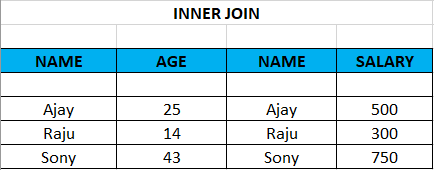 INNER JOIN
NAME AGE NAME SALARY
Ajay 25 Ajay 500
Raju 14 Raju 300
Sony 43 Sony 750